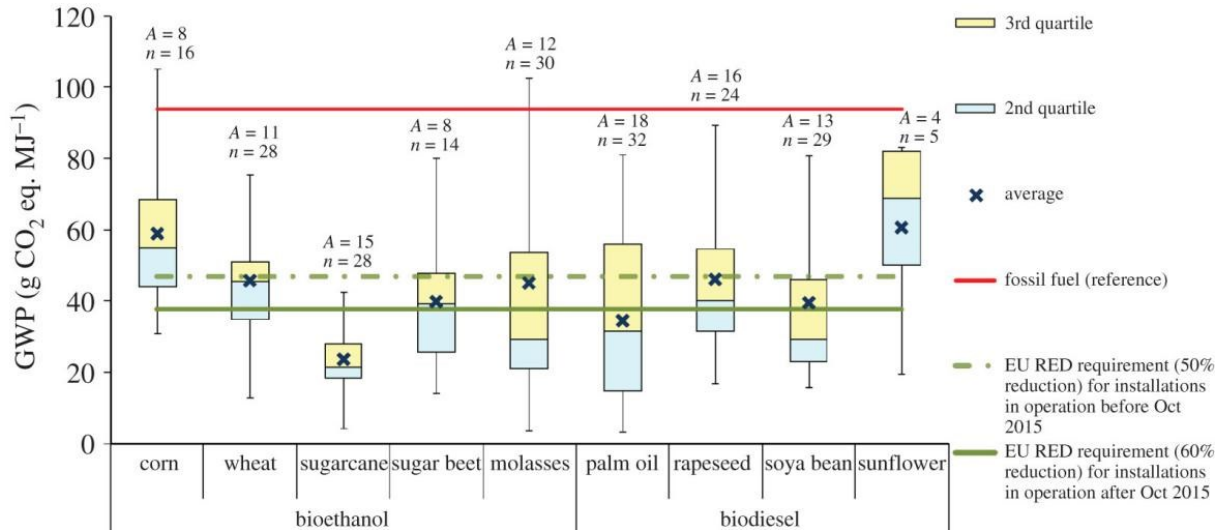 120
100
80
60
40
20
0
GWP (g CO₂ eq. MJ⁻¹)
A = 8
n = 16
A = 11
n = 28
A = 15
n = 28
A = 8
n = 14
A = 12
n = 30
A = 18
n = 32
A = 16
n = 24
A = 13
n = 29
A = 4
n = 5
corn
wheat
sugarcane
sugar beet
molasses
palm oil
rapeseed
soya bean
sunflower
bioethanol
biodiesel
3rd quartile
2nd quartile
average
fossil fuel (reference)
EU RED requirement (50%
reduction) for installations
in operation before Oct
2015
EU RED requirement (60%
reduction) for installations
in operation after Oct 2015